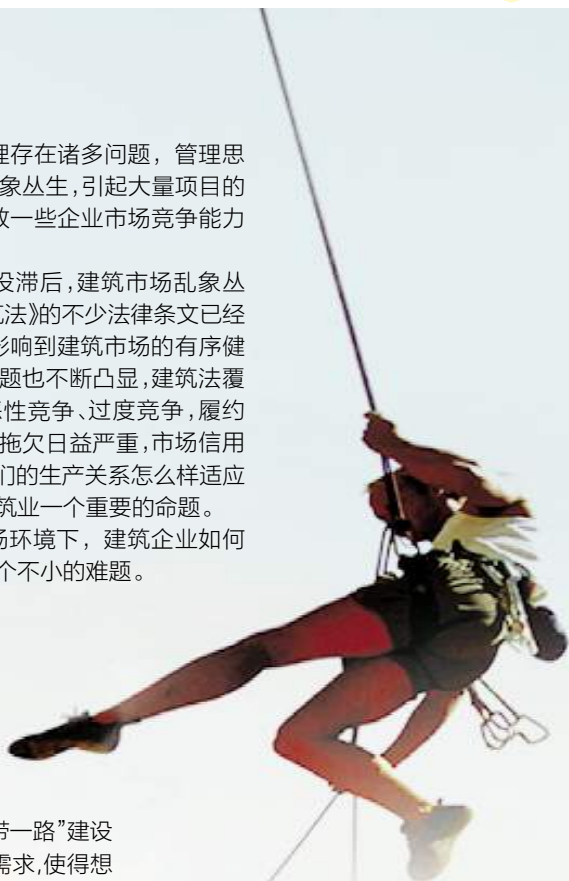 理存在诸多问题，管理思
象丛生，引起大量项目的
致一些企业市场竞争能力
设滞后，建筑市场乱象丛
筑法》的不少法律条文已经
影响到建筑市场的有序健
题也不断凸显，建筑法覆
恶性竞争、过度竞争，履约
拖欠日益严重，市场信用
们的生产关系怎么样适应
筑业一个重要的命题。
场环境下，建筑企业如何
个不小的难题。
带一路”建设
需求，使得想